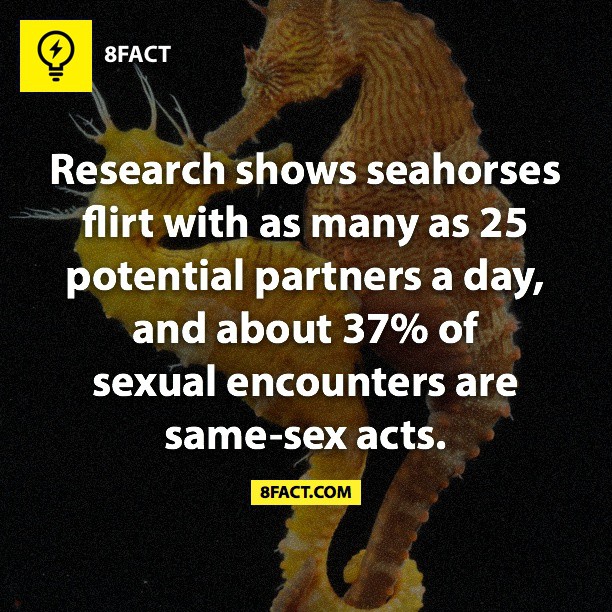 8FACT
Research shows seahorses
flirt with as many as 25
potential partners a day,
and about 37% of
sexual encounters are
same-sex acts.
8FACT.COM